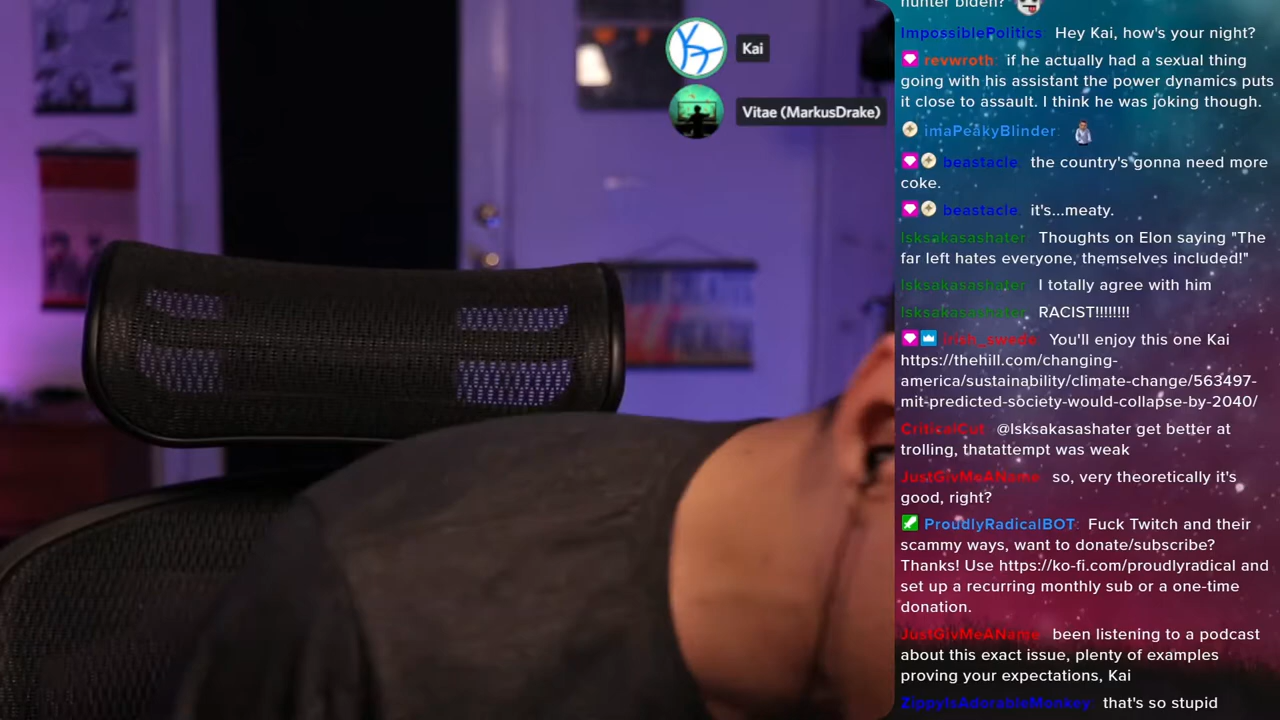 Kai
Vitae (MarkusDrake)
hunter biden?
ImpossiblePolitics: Hey Kai, how's your night?
revwroth: if he actually had a sexual thing
going with his assistant the power dynamics puts
it close to assault. I think he was joking though.
imaPeakyBlinder:
beastacle: the country's gonna need more
coke.
beastacle: it's...meaty.
lsksakasashater: Thoughts on Elon saying "The
far left hates everyone, themselves included!"
lsksakasashater: I totally agree with him
lsksakasashater: RACIST!!!!!!!!
irish_swede: You'll enjoy this one Kai
https://thehill.com/changing-
america/sustainability/climate-change/563497-
mit-predicted-society-would-collapse-by-2040/
CriticalCut: @lsksakasashater get better at
trolling, thatattempt was weak
JustGivMeAName: so, very theoretically it's
good, right?
ProudlyRadicalBOT: Fuck Twitch and their
scammy ways, want to donate/subscribe?
Thanks! Use https://ko-fi.com/proudlyradical and
set up a recurring monthly sub or a one-time
donation.
JustGivMeAName: been listening to a podcast
about this exact issue, plenty of examples
proving your expectations, Kai
ZippyIsAdorableMonkey: that's so stupid